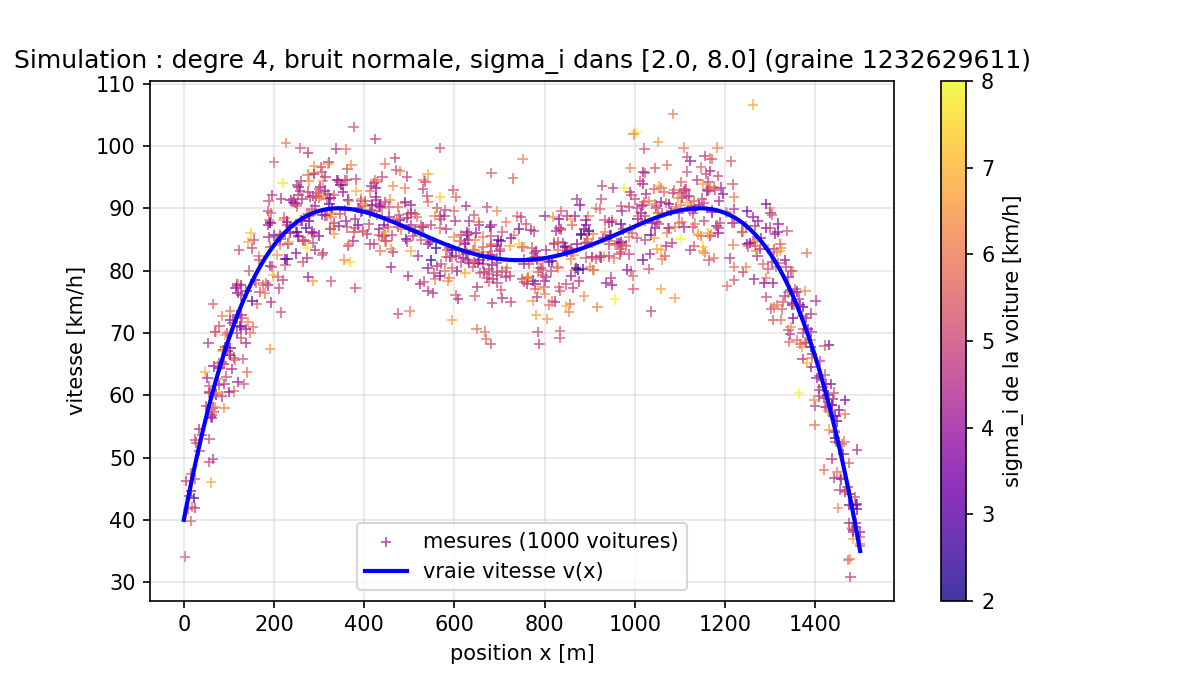 Simulation : degre 4, bruit normale, sigma_i dans [2.0, 8.0] (graine 1232629611)
110
100
90
80
70
60
50
40
30
vitesse [km/h]
0 200 400 600 800 1000 1200 1400
position x [m]
mesures (1000 voitures)
vraie vitesse v(x)
8
7
6
5
4
3
2
sigma_i de la voiture [km/h]